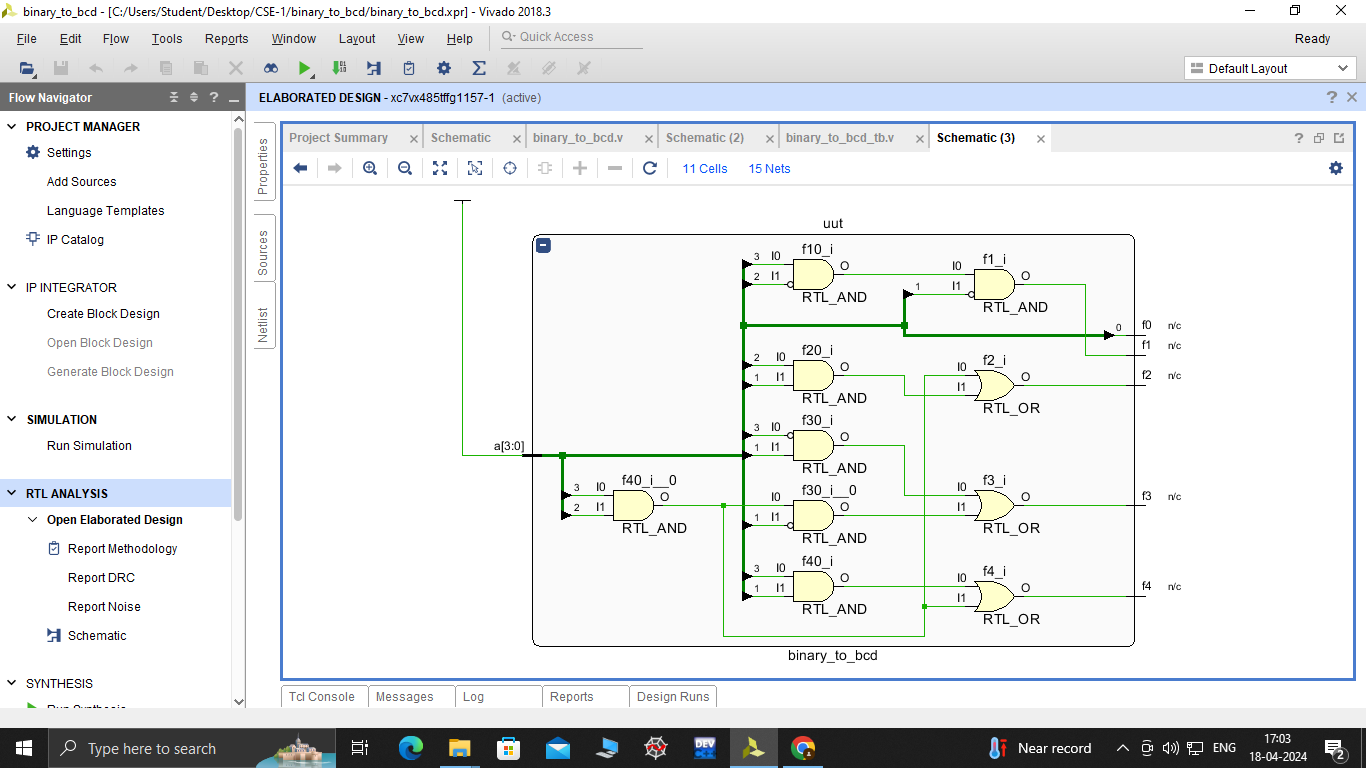 binary_to_bcd - [C:/Users/Student/Desktop/CSE-1/binary_to_bcd/binary_to_bcd.xpr] - Vivado 2018.3
File Edit Flow Tools Reports Window Layout View Help Quick Access Ready
Default Layout
Flow Navigator
ELABORATED DESIGN - xc7vx485tffg1157-1 (active)
PROJECT MANAGER
Settings
Add Sources
Language Templates
IP Catalog
IP INTEGRATOR
Create Block Design
Open Block Design
Generate Block Design
SIMULATION
Run Simulation
RTL ANALYSIS
Open Elaborated Design
Report Methodology
Report DRC
Report Noise
Schematic
SYNTHESIS
Run Synthesis
Properties
Sources
Netlist
Project Summary Schematic binary_to_bcd.v Schematic (2) binary_to_bcd_tb.v Schematic (3)
11 Cells 15 Nets
uut
f10_i
3 I0 O
2 I1
RTL_AND
f1_i
I0 O
1 I1
RTL_AND
0 f0 n/c
f1 n/c
f20_i
2 I0 O
1 I1
RTL_AND
f2_i
I0 O
I1
RTL_OR
f2 n/c
f30_i
3 I0 O
1 I1
RTL_AND
a[3:0]
f40_i__0
3 I0 O
2 I1
RTL_AND
f30_i__0
I0 O
1 I1
RTL_AND
f3_i
I0 O
I1
RTL_OR
f3 n/c
f40_i
3 I0 O
1 I1
RTL_AND
f4_i
I0 O
I1
RTL_OR
f4 n/c
binary_to_bcd
Tcl Console Messages Log Reports Design Runs
Type here to search
DEV
Near record
ENG
17:03
18-04-2024
2